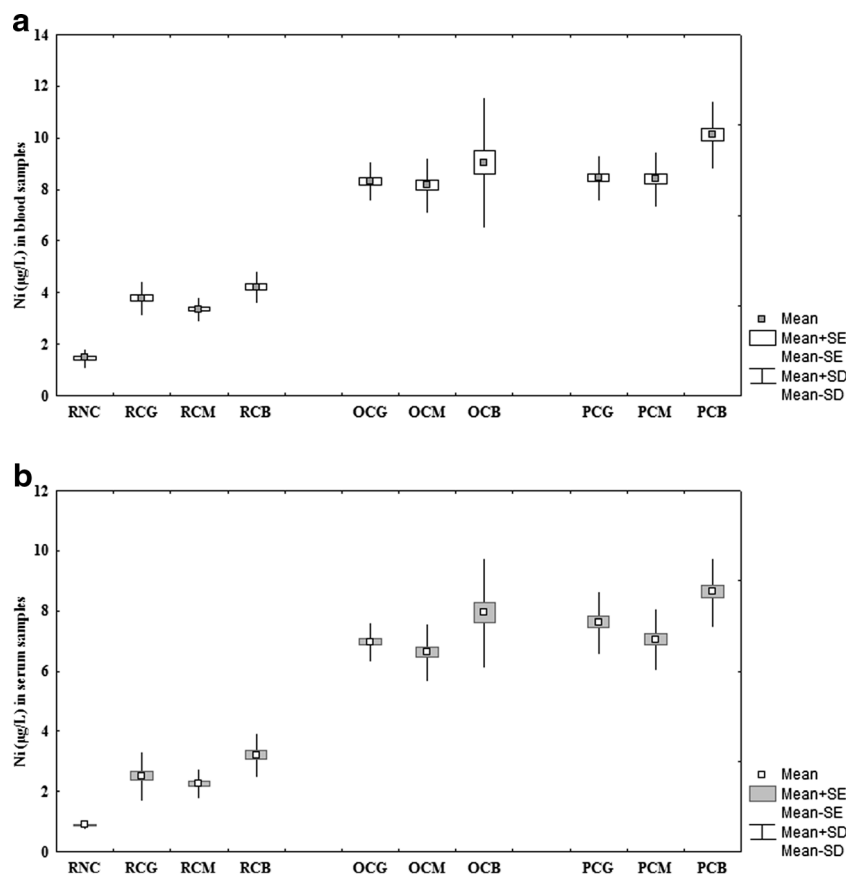 a
14
12
10
8
6
4
2
0
Ni (µg/L) in blood samples
RNC RCG RCM RCB OCG OCM OCB PCG PCM PCB
Mean
Mean+SE
Mean-SE
Mean+SD
Mean-SD
b
12
10
8
6
4
2
0
Ni (µg/L) in serum samples
RNC RCG RCM RCB OCG OCM OCB PCG PCM PCB
Mean
Mean+SE
Mean-SE
Mean+SD
Mean-SD